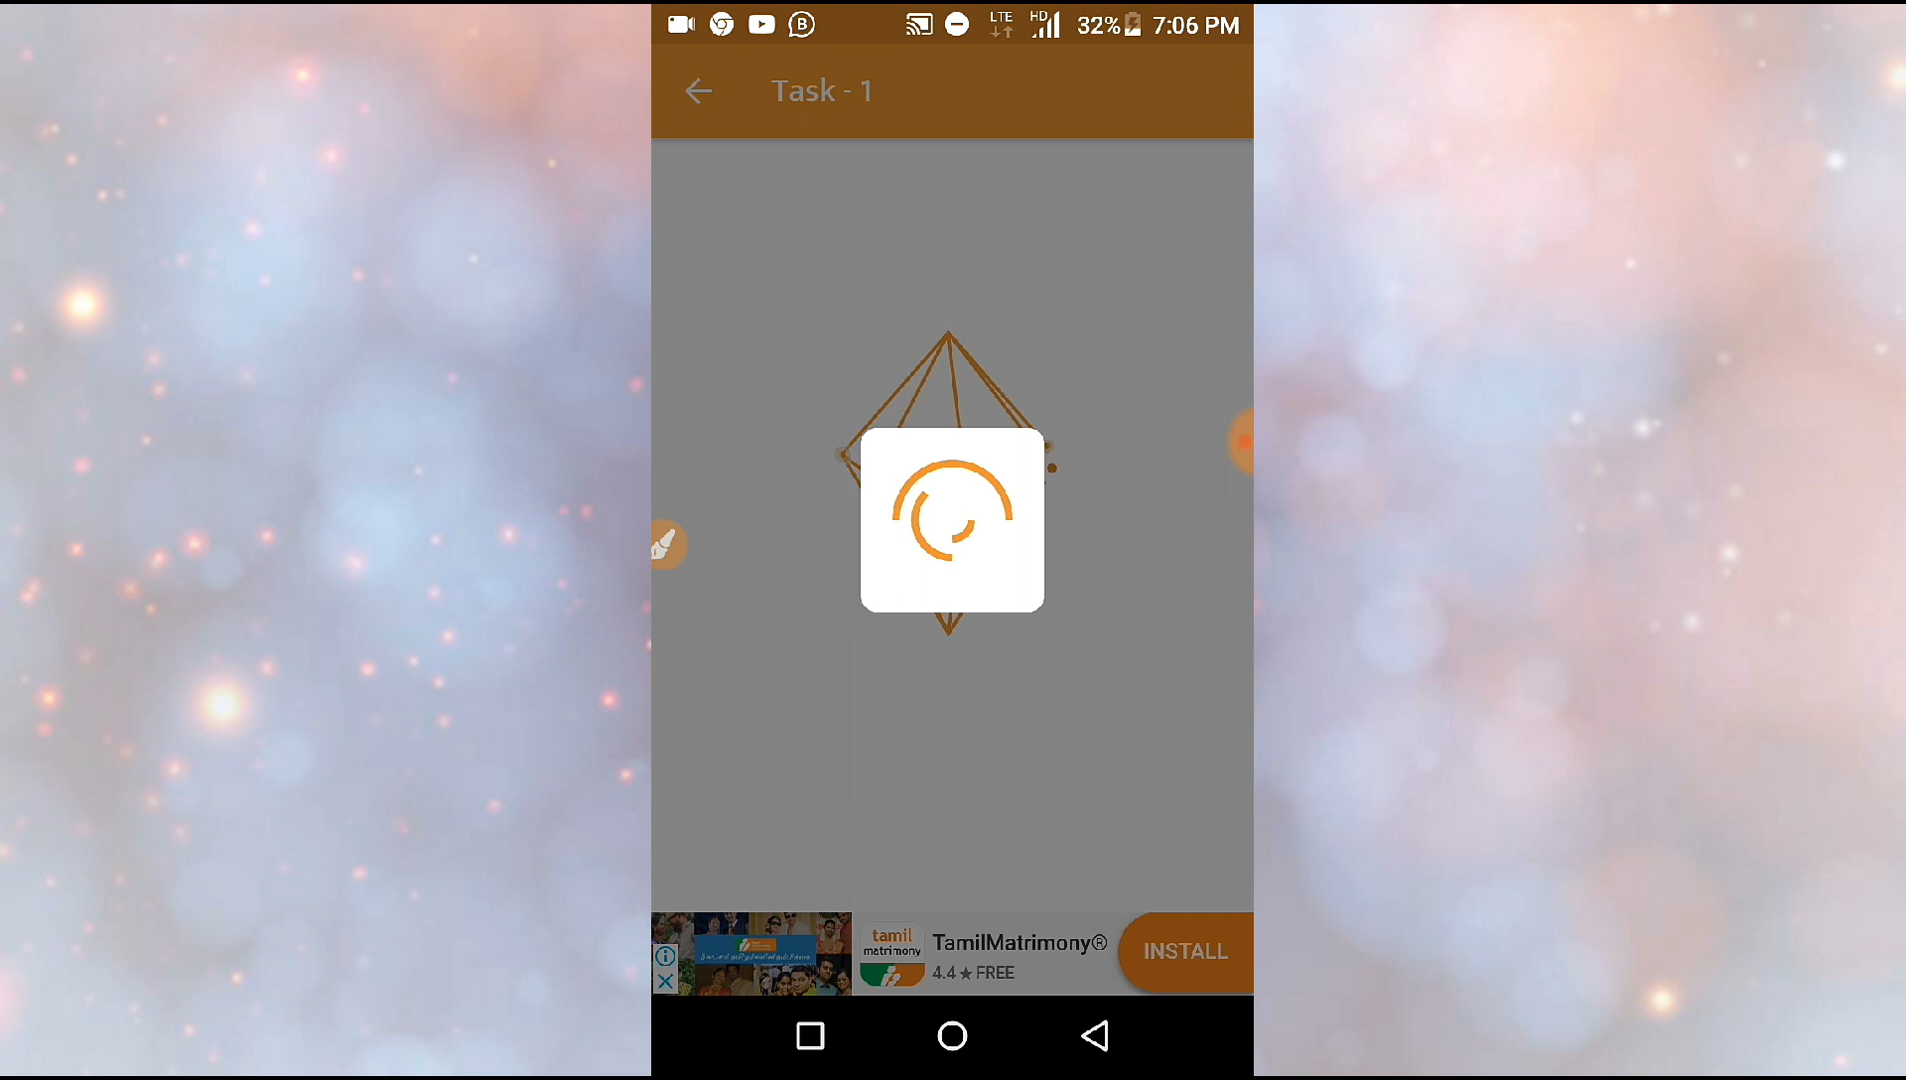 LTE
HD
32%
7:06 PM
Task - 1
tamil
matrimony
TamilMatrimony®
4.4★FREE
INSTALL